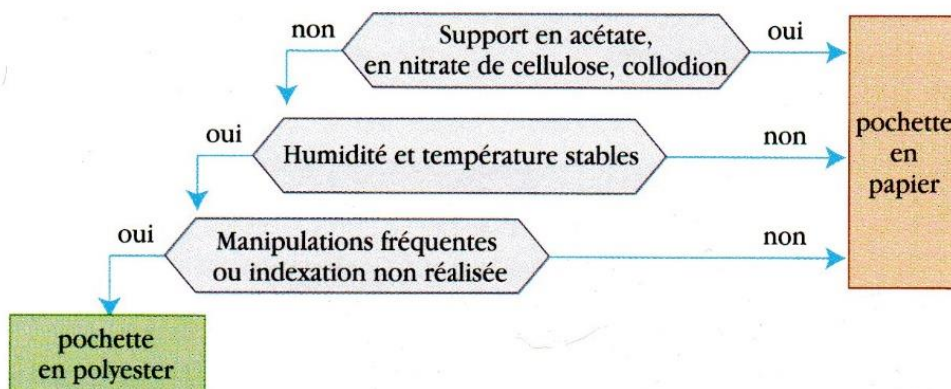 non
Support en acétate,
en nitrate de cellulose, collodion
oui
oui
Humidité et température stables
non
pochette
en
papier
oui
Manipulations fréquentes
ou indexation non réalisée
non
pochette
en polyester